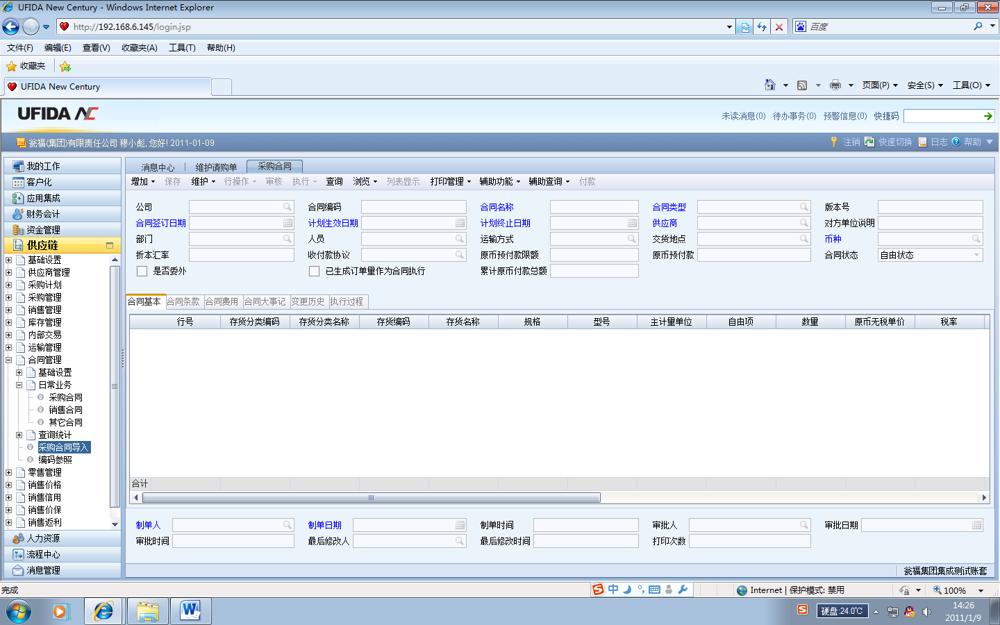 UFIDA New Century - Windows Internet Explorer
http://192.168.6.145/login.jsp
百度
文件(F) 编辑(E) 查看(V) 收藏夹(A) 工具(T) 帮助(H)
收藏夹
UFIDA New Century
页面(P) 安全(S) 工具(O)
UFIDA NC
未读消息(0) 待办事务(0) 预警信息(0) 快捷码
瓮福(集团)有限责任公司 穆小彪, 您好! 2011-01-09
注销 快速切换 日志 帮助
我的工作
客户化
应用集成
财务会计
资金管理
供应链
基础设置
供应商管理
采购计划
采购管理
销售管理
库存管理
内部交易
运输管理
合同管理
基础设置
日常业务
采购合同
销售合同
其它合同
查询统计
采购合同导入
编码参照
零售管理
销售价格
销售信用
销售价保
销售返利
人力资源
流程中心
消息管理
消息中心 维护请购单 采购合同
增加 保存 维护 行操作 审核 执行 查询 浏览 列表显示 打印管理 辅助功能 辅助查询 付款
公司 合同编码 合同名称 合同类型 版本号
合同签订日期 计划生效日期 计划终止日期 供应商 对方单位说明
部门 人员 运输方式 交货地点 币种
折本汇率 收付款协议 原币预付款限额 原币预付款 合同状态 自由状态
是否委外 已生成订单量作为合同执行 累计原币付款总额
合同基本 合同条款 合同费用 合同大事记 变更历史 执行过程
行号 存货分类编码 存货分类名称 存货编码 存货名称 规格 型号 主计量单位 自由项 数量 原币无税单价 税率
合计
制单人 制单日期 制单时间 审批人 审批日期
审批时间 最后修改人 最后修改时间 打印次数
瓮福集团集成测试账套
完成
中
Internet | 保护模式: 禁用
100%
硬盘:24.0℃
14:26
2011/1/9